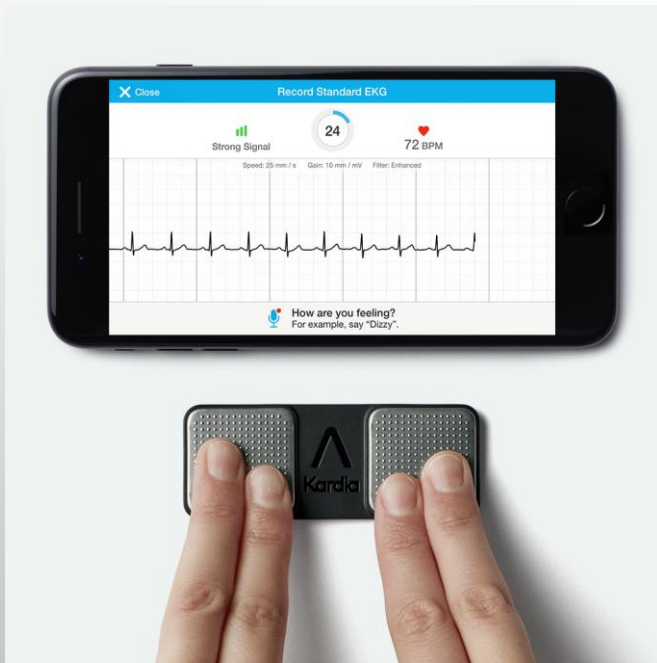 Close
Record Standard EKG
24
Strong Signal
72 BPM
Speed: 25 mm / s Gain: 10 mm / mV Filter: Enhanced
How are you feeling?
For example, say “Dizzy”.
Kardia